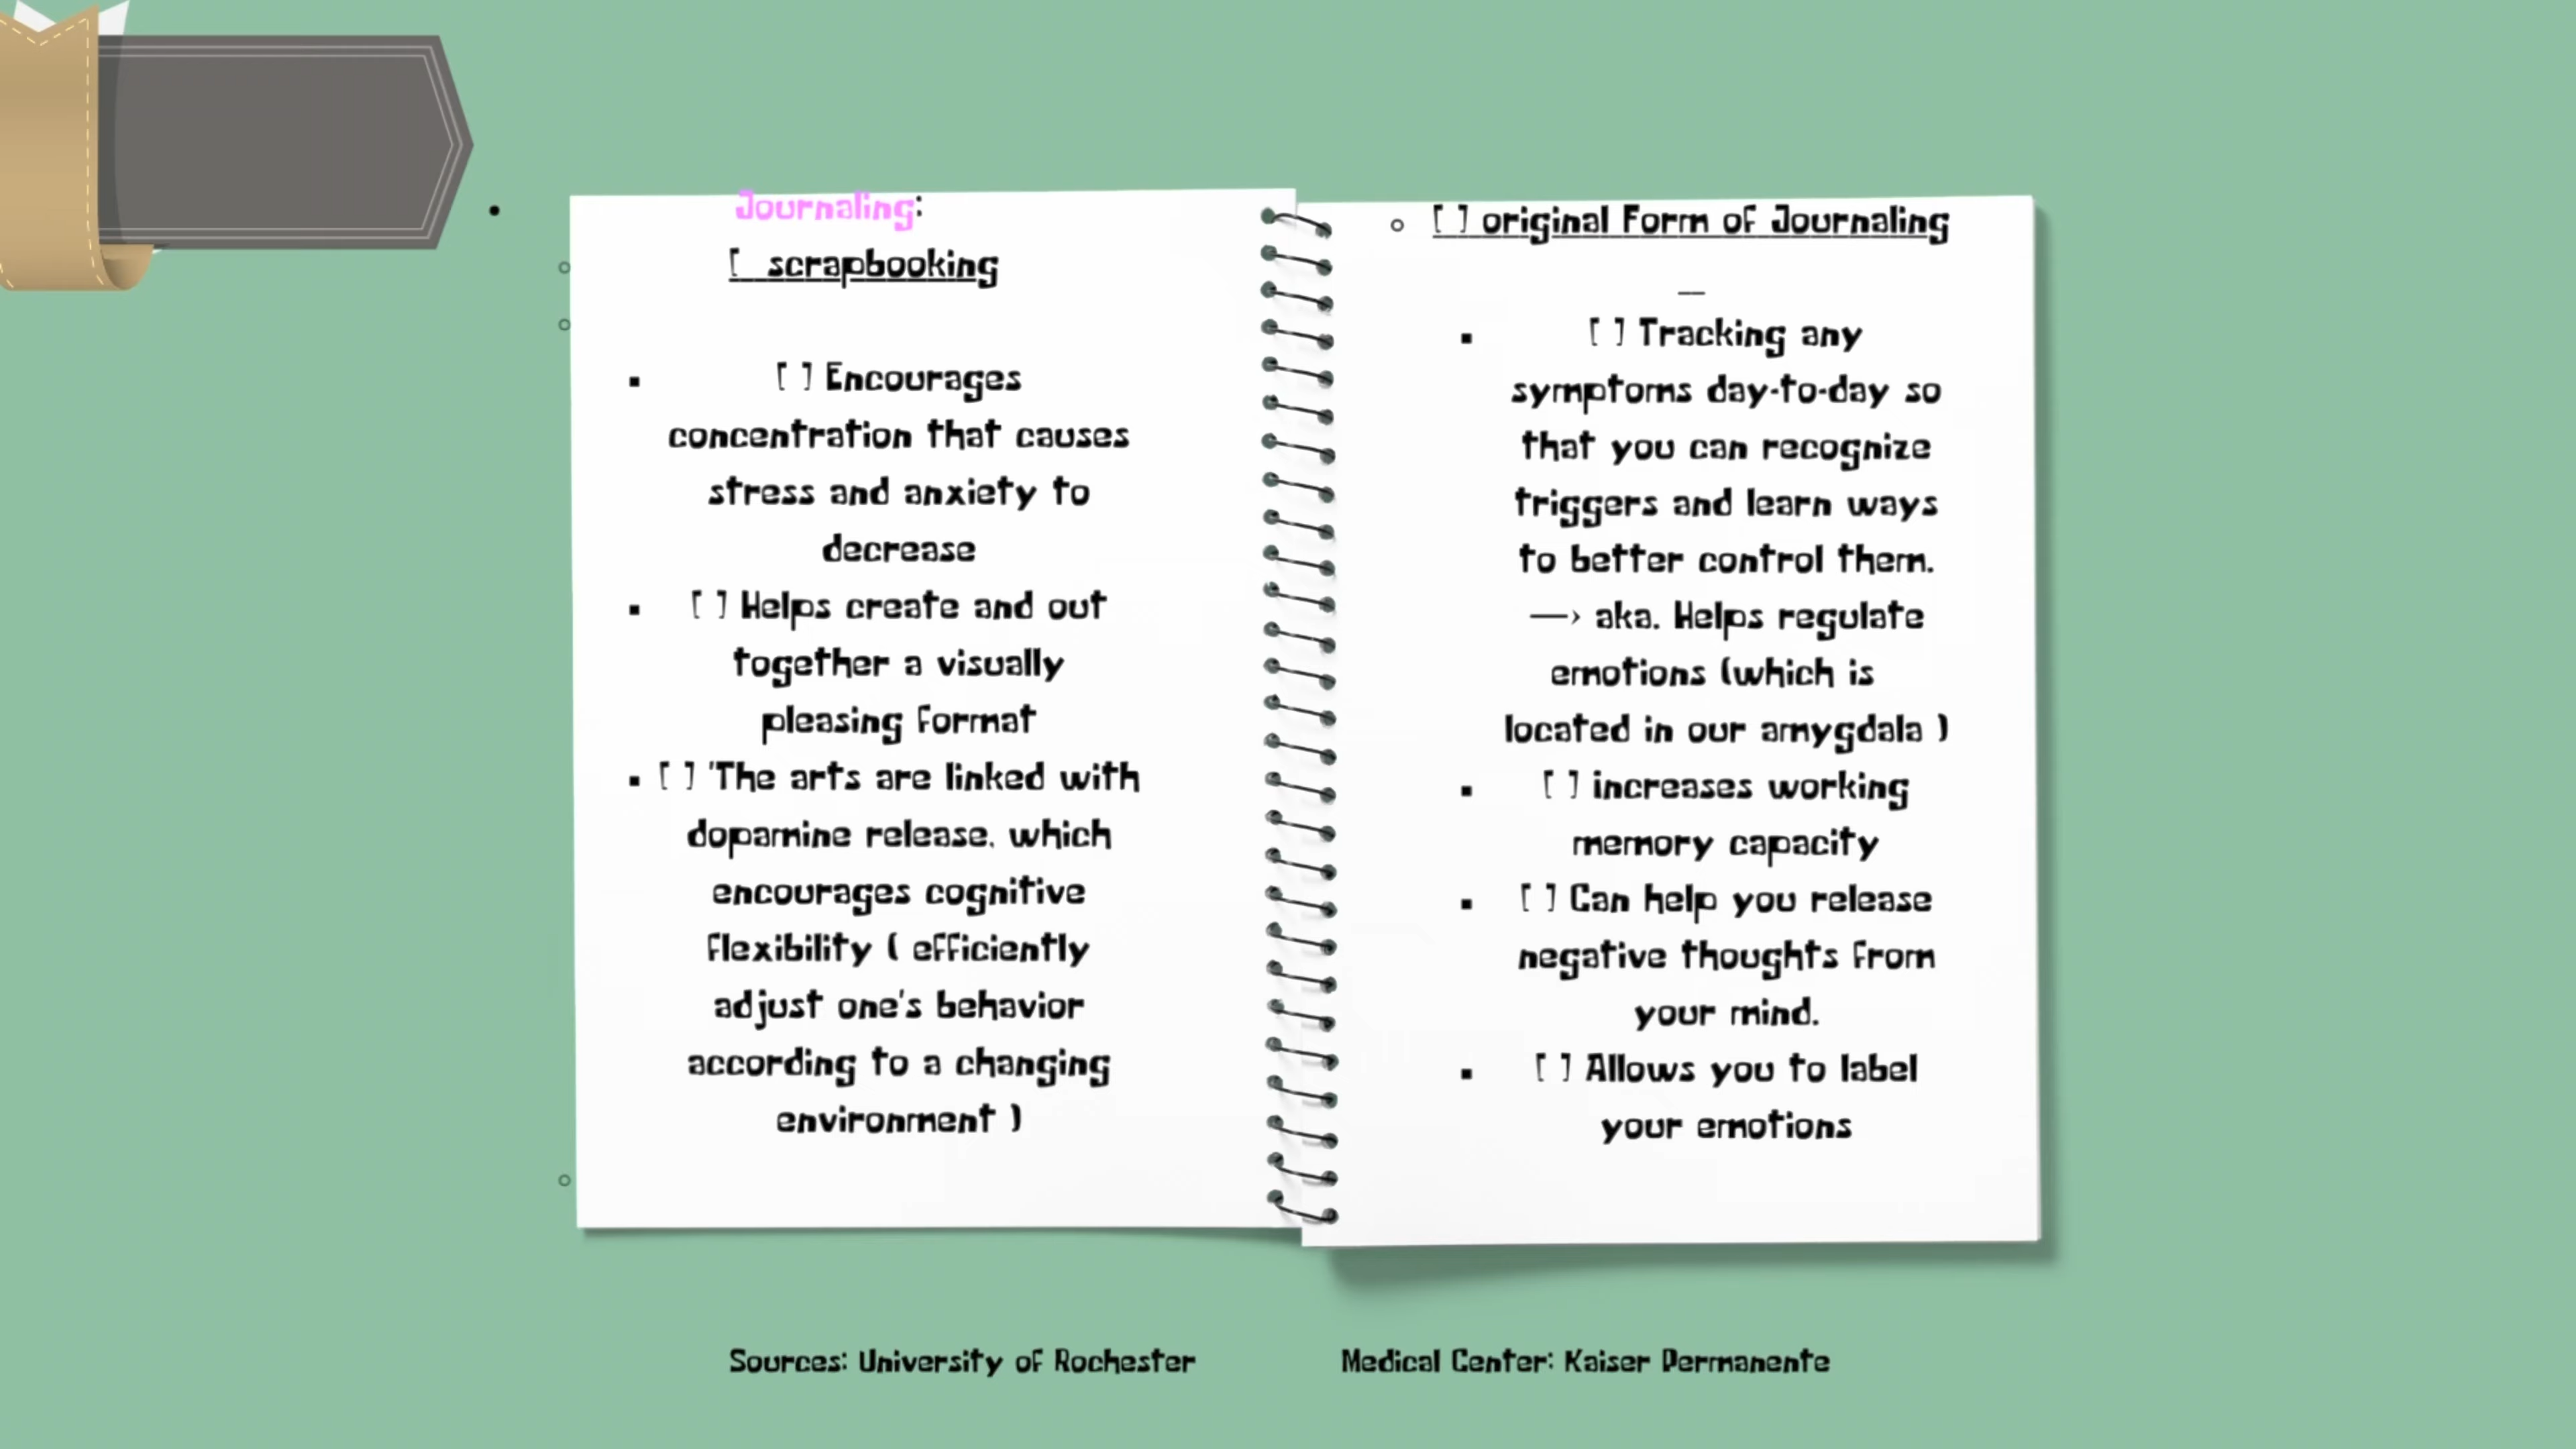 Journaling:
[ scrapbooking
[ ] Encourages
concentration that causes
stress and anxiety to
decrease
[ ] Helps create and out
together a visually
pleasing format
[ ] 'The arts are linked with
dopamine release, which
encourages cognitive
flexibility ( efficiently
adjust one's behavior
according to a changing
environment )
[ ] original Form of Journaling
[ ] Tracking any
symptoms day-to-day so
that you can recognize
triggers and learn ways
to better control them.
—> aka. Helps regulate
emotions (which is
located in our amygdala )
[ ] increases working
memory capacity
[ ] Can help you release
negative thoughts from
your mind.
[ ] Allows you to label
your emotions
Sources: University of Rochester
Medical Center: Kaiser Permanente